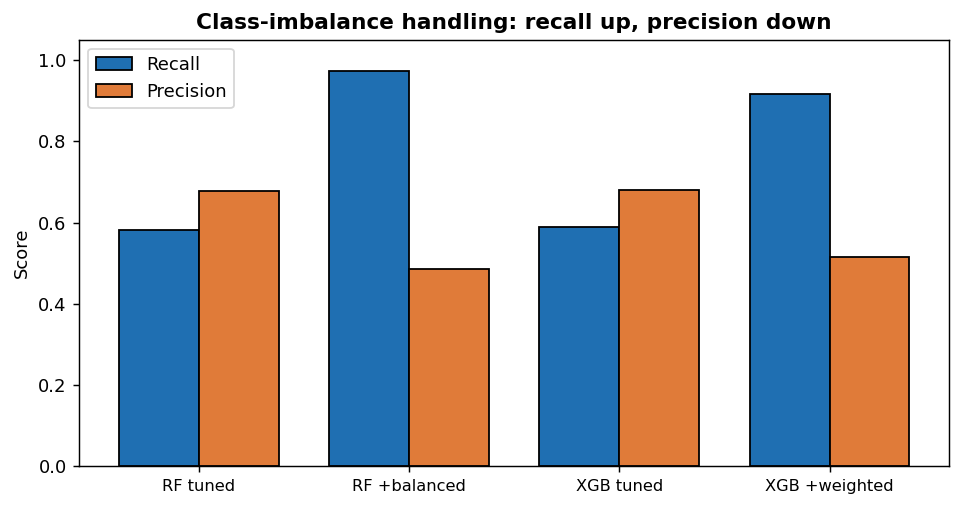 Class-imbalance handling: recall up, precision down
Recall
Precision
Score
1.0
0.8
0.6
0.4
0.2
0.0
RF tuned
RF +balanced
XGB tuned
XGB +weighted